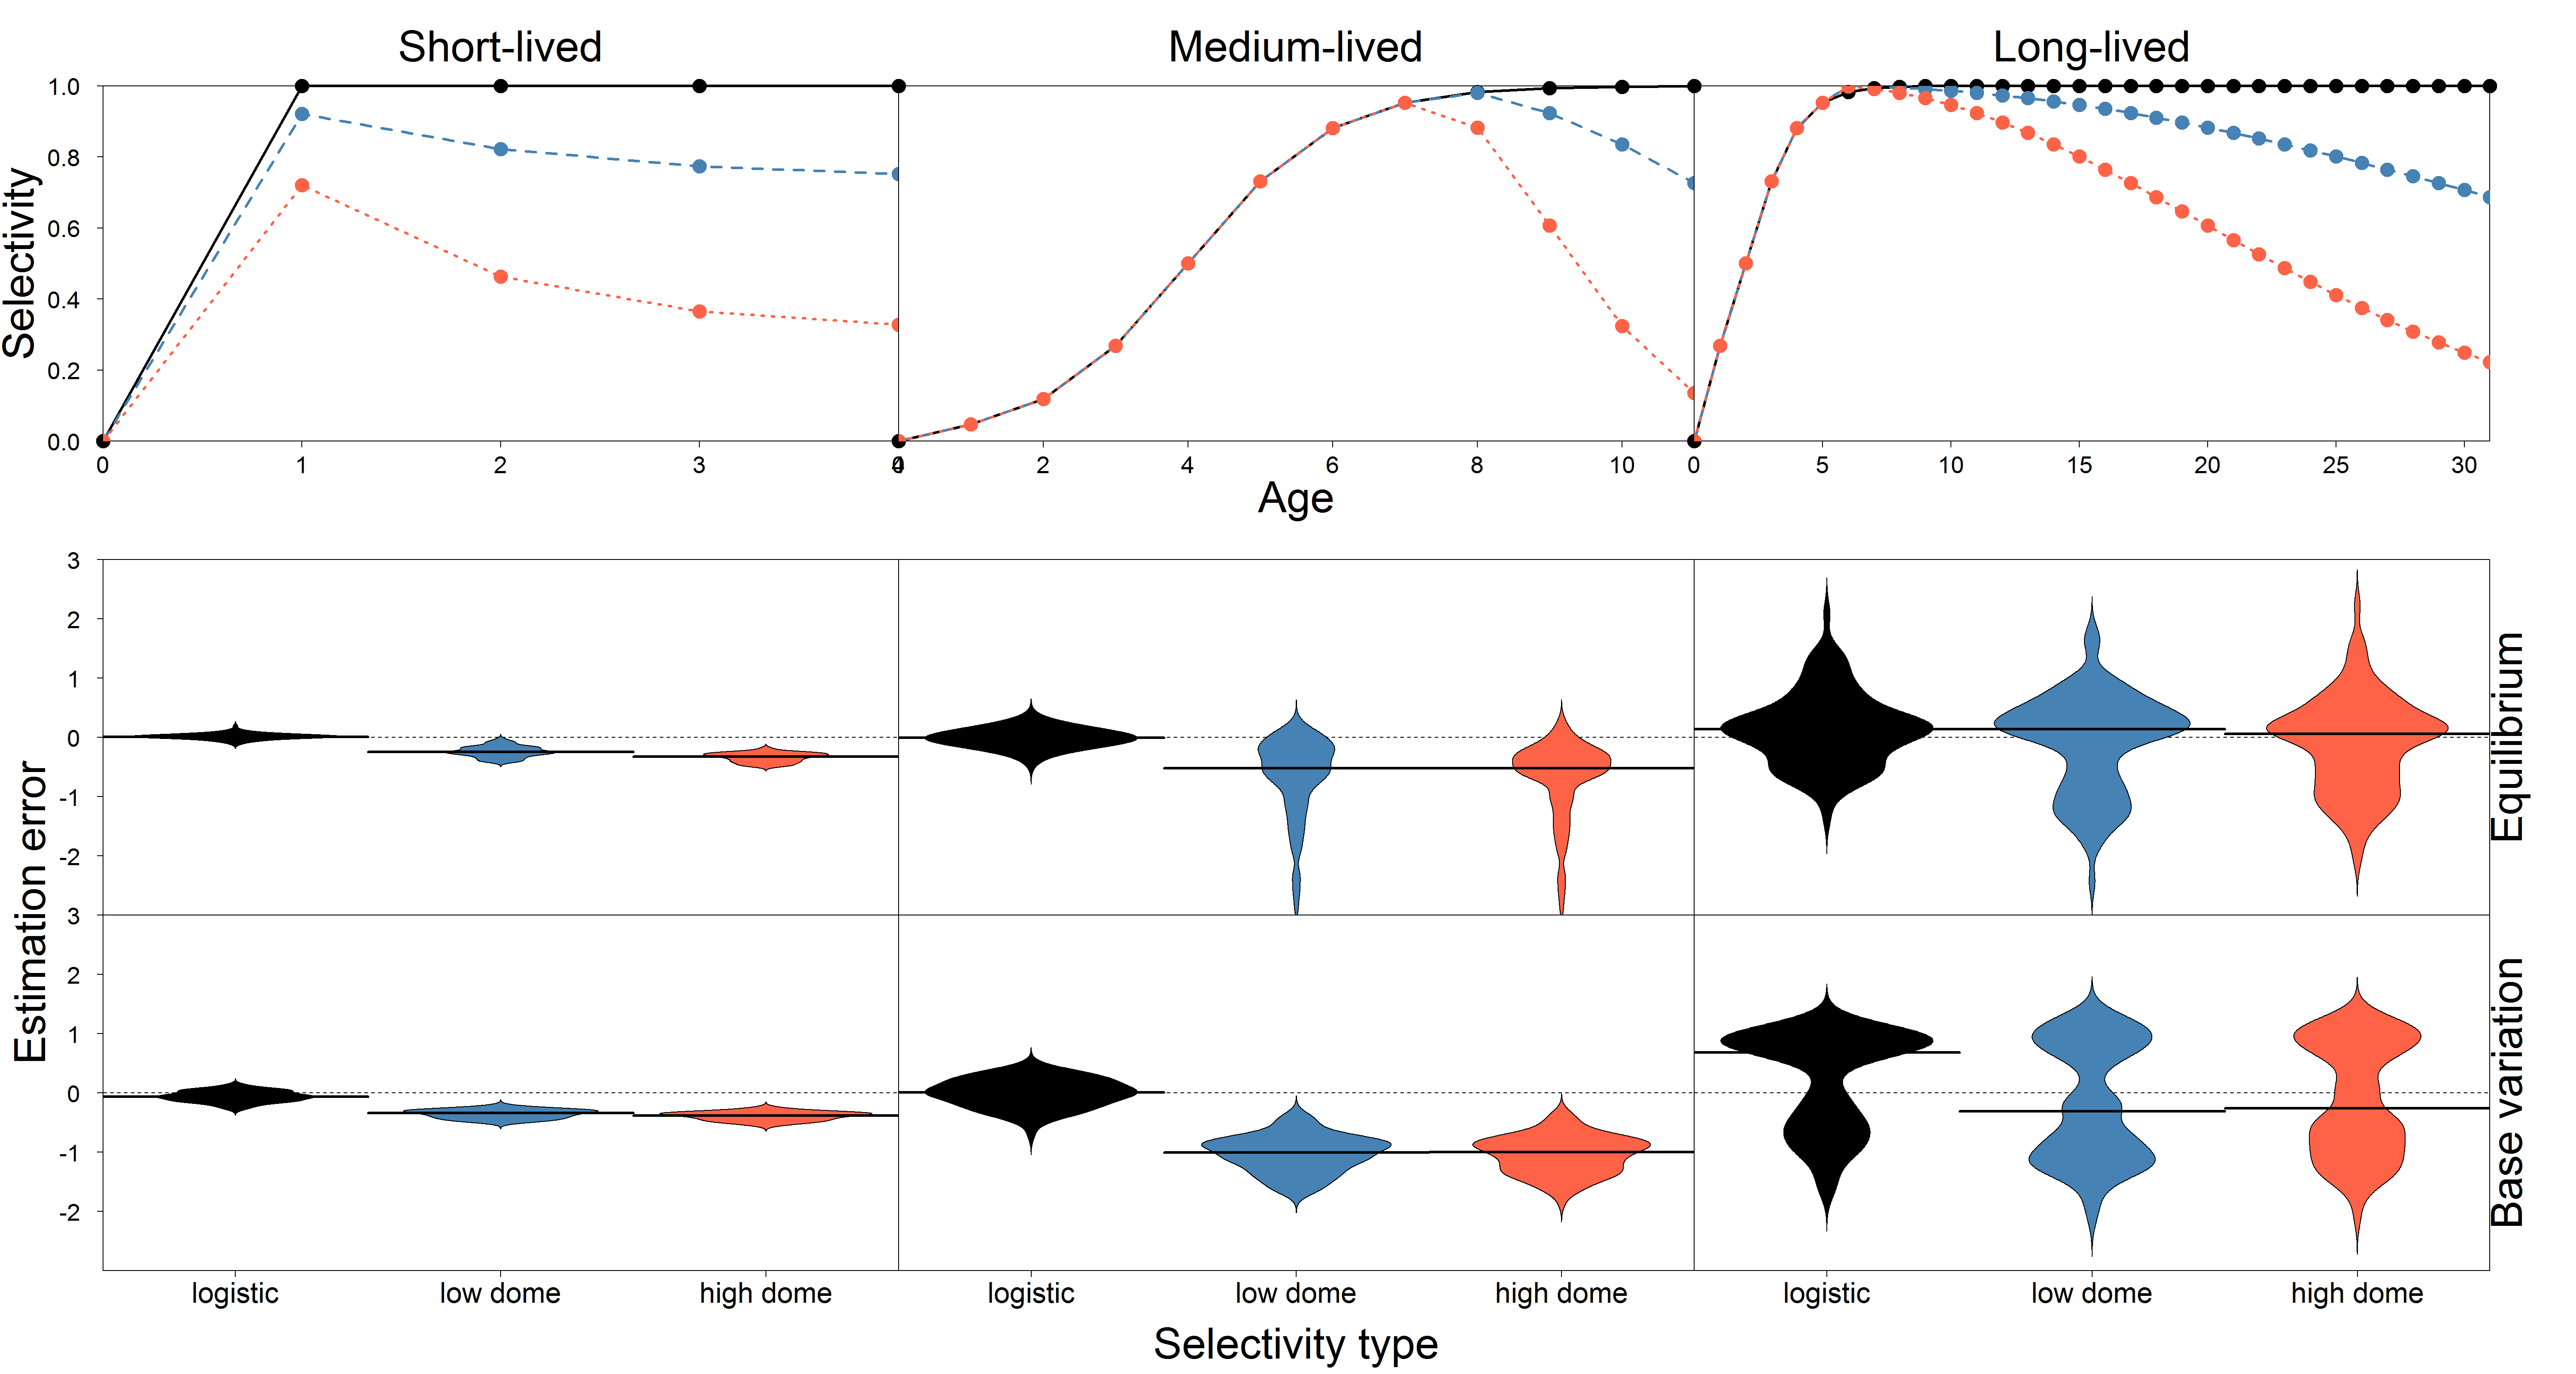 Short-lived Medium-lived Long-lived
Selectivity
1.0
0.8
0.6
0.4
0.2
0.0
0 1 2 3 4
0 2 4 6 8 10
0 5 10 15 20 25 30
Age
Estimation error
3
2
1
0
-1
-2
Equilibrium
3
2
1
0
-1
-2
Base variation
logistic low dome high dome logistic low dome high dome logistic low dome high dome
Selectivity type